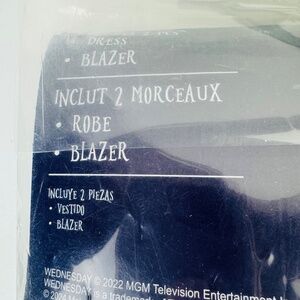 DRESS
• BLAZER
INCLUT 2 MORCEAUX
• ROBE
• BLAZER
INCLUYE 2 PIEZAS
• VESTIDO
• BLAZER
WEDNESDAY © 2022 MGM Television Entertainment
WEDNESDAY is a trademark
© 2024 M